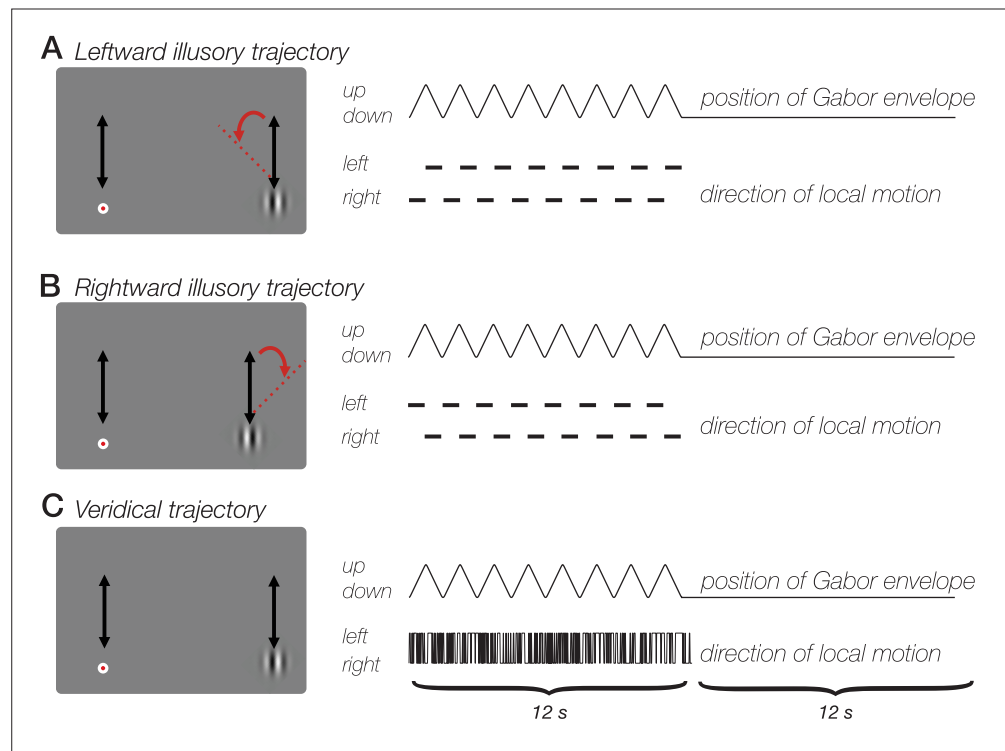 A Leftward illusory trajectory
up
down
position of Gabor envelope
left
right
direction of local motion
B Rightward illusory trajectory
up
down
position of Gabor envelope
left
right
direction of local motion
C Veridical trajectory
up
down
position of Gabor envelope
left
right
direction of local motion
12 s
12 s